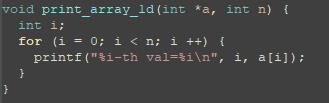 void print_array_1d(int *a, int n) {
  int i;
  for (i = 0; i < n; i ++) {
    printf("%i-th val=%i\n", i, a[i]);
  }
}